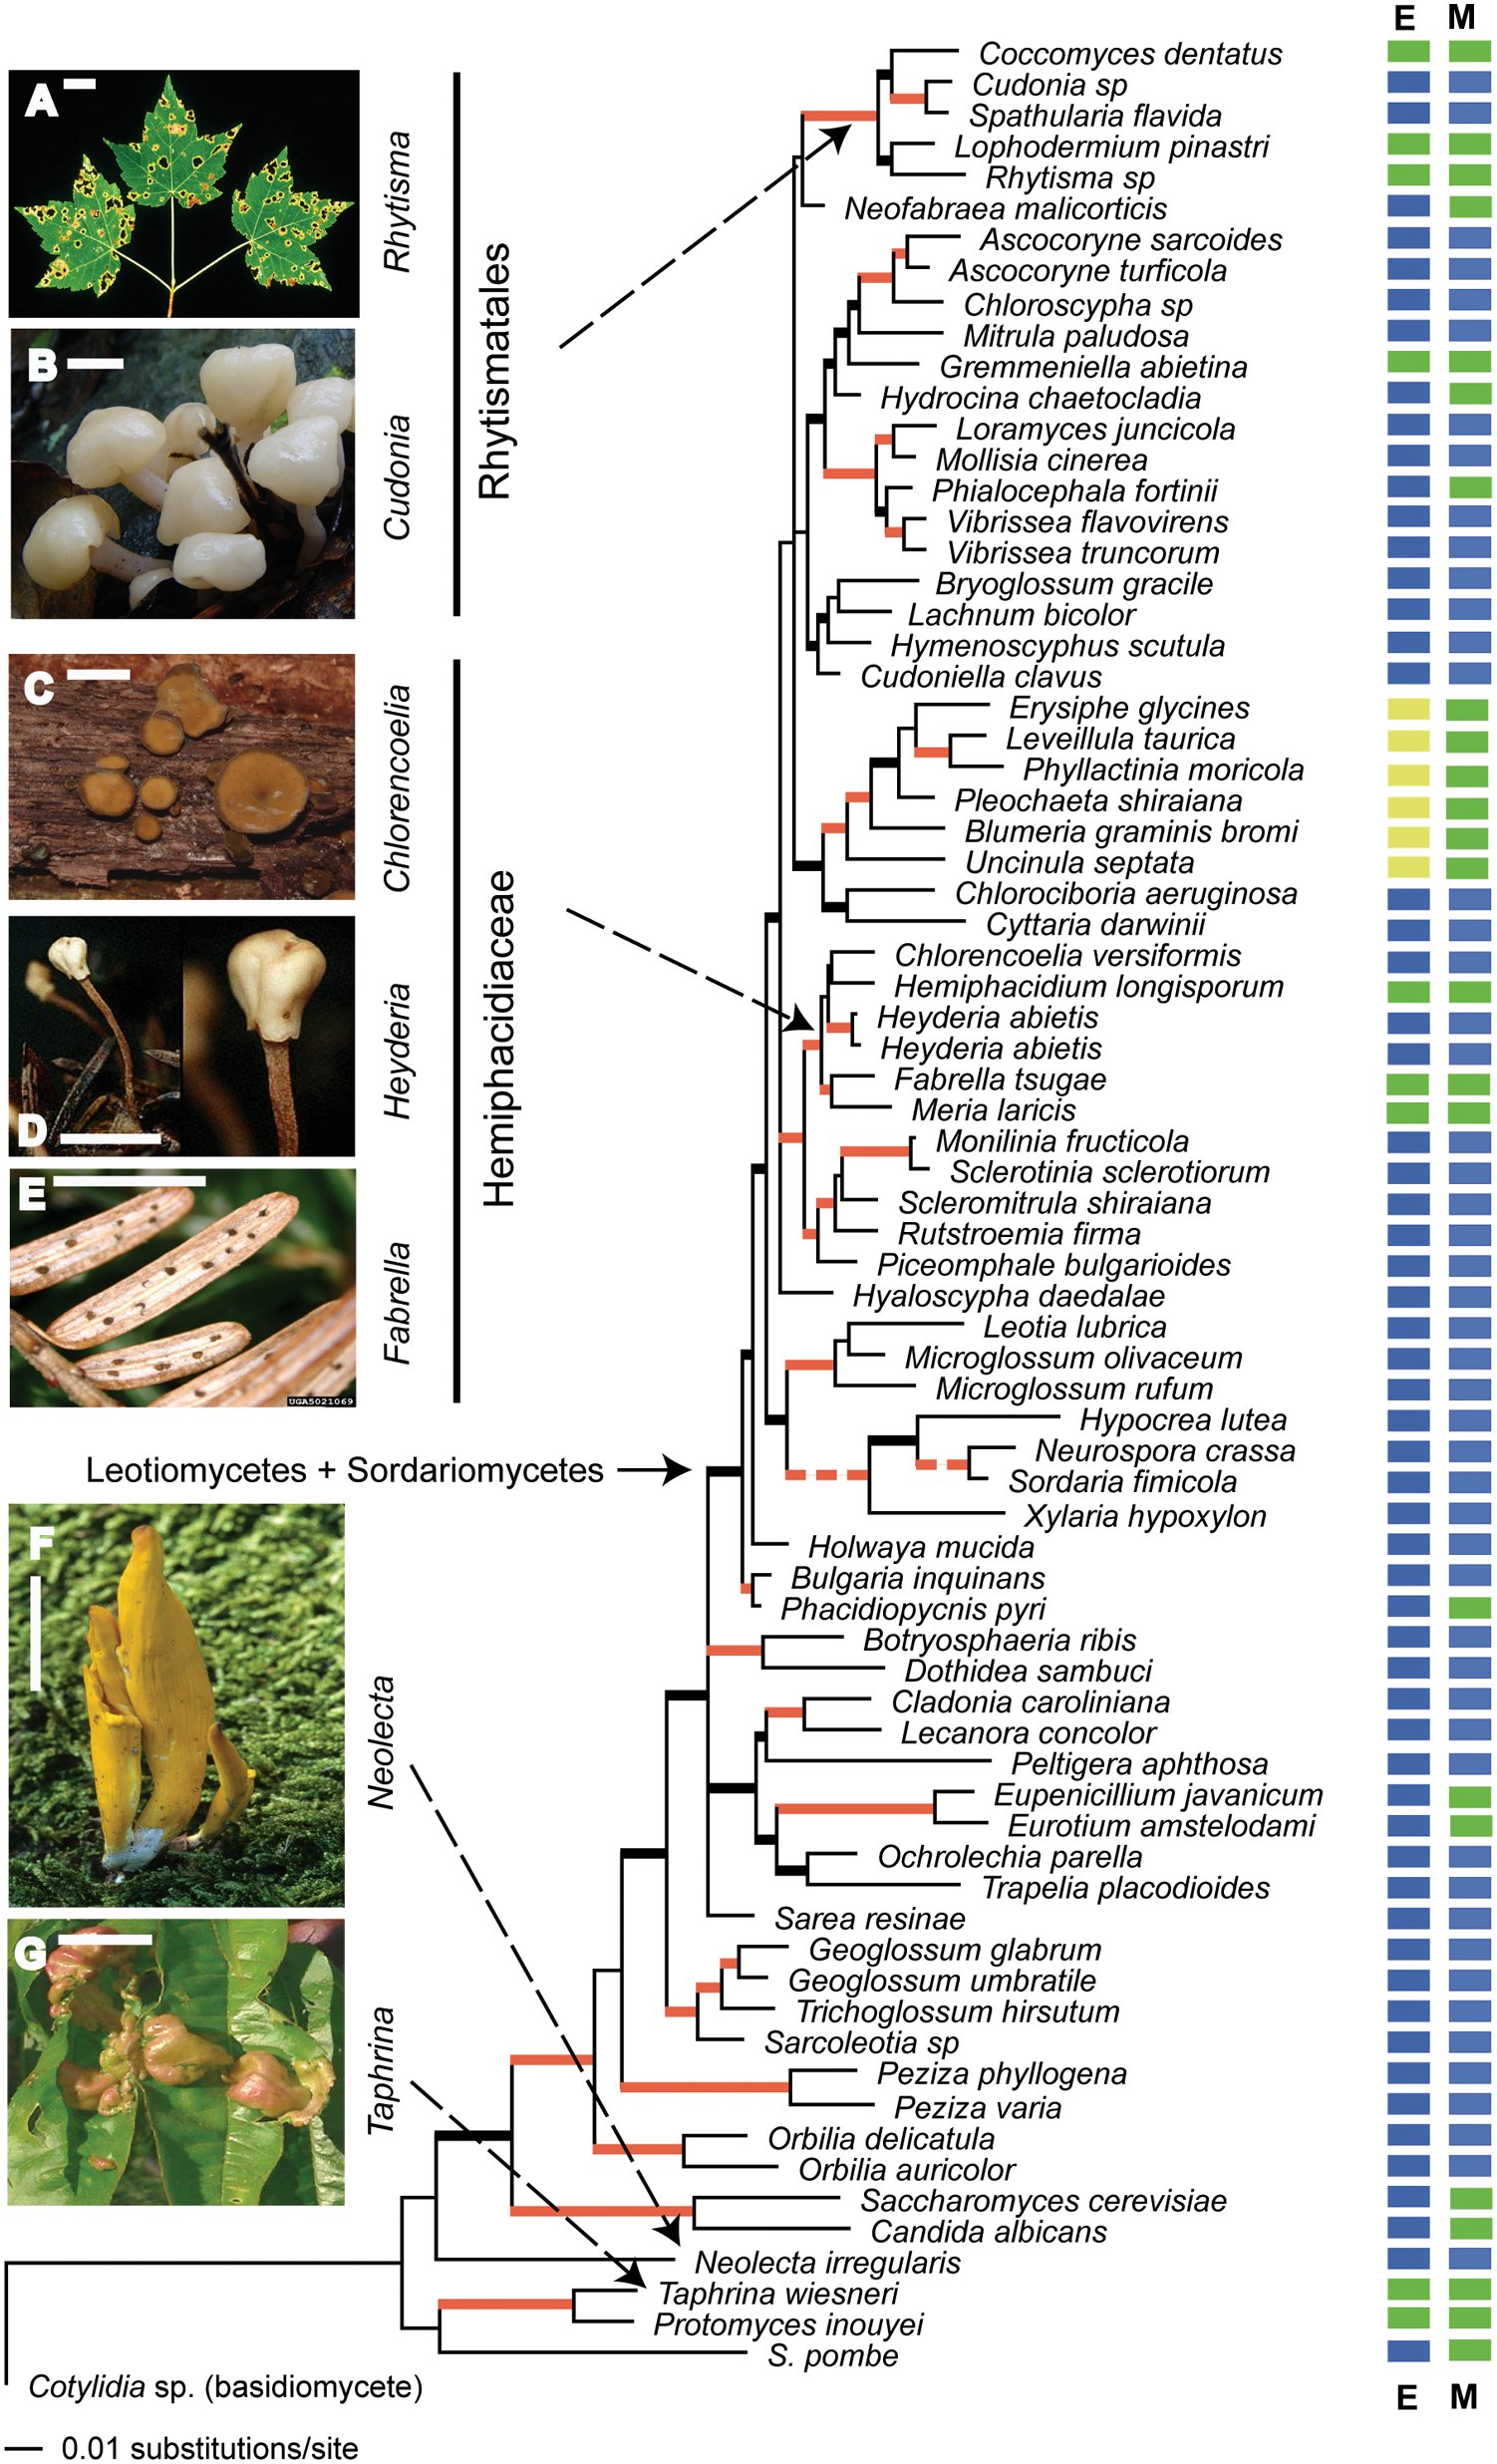 E M
Coccomyces dentatus
Cudonia sp
Spathularia flavida
Lophodermium pinastri
Rhytisma sp
Neofabraea malicorticis
Ascocoryne sarcoides
Ascocoryne turficola
Chloroscypha sp
Mitrula paludosa
Gremmeniella abietina
Hydrocina chaetocladia
Loramyces juncicola
Mollisia cinerea
Phialocephala fortinii
Vibrissea flavovirens
Vibrissea truncorum
Bryoglossum gracile
Lachnum bicolor
Hymenoscyphus scutula
Cudoniella clavus
Erysiphe glycines
Leveillula taurica
Phyllactinia moricola
Pleochaeta shiraiana
Blumeria graminis bromi
Uncinula septata
Chlorociboria aeruginosa
Cyttaria darwinii
Chlorencoelia versiformis
Hemiphacidium longisporum
Heyderia abietis
Heyderia abietis
Fabrella tsugae
Meria laricis
Monilinia fructicola
Sclerotinia sclerotiorum
Scleromitrula shiraiana
Rutstroemia firma
Piceomphale bulgarioides
Hyaloscypha daedalae
Leotia lubrica
Microglossum olivaceum
Microglossum rufum
Hypocrea lutea
Neurospora crassa
Sordaria fimicola
Xylaria hypoxylon
Holwaya mucida
Bulgaria inquinans
Phacidiopycnis pyri
Botryosphaeria ribis
Dothidea sambuci
Cladonia caroliniana
Lecanora concolor
Peltigera aphthosa
Eupenicillium javanicum
Eurotium amstelodami
Ochrolechia parella
Trapelia placodioides
Sarea resinae
Geoglossum glabrum
Geoglossum umbratile
Trichoglossum hirsutum
Sarcoleotia sp
Peziza phyllogena
Peziza varia
Orbilia delicatula
Orbilia auricolor
Saccharomyces cerevisiae
Candida albicans
Neolecta irregularis
Taphrina wiesneri
Protomyces inouyei
S. pombe
E M
A
Rhytisma
B
Cudonia
Rhytismatales
C
Chlorencoelia
D
Heyderia
E
Fabrella
UGA5021069
Hemiphacidiaceae
Leotiomycetes + Sordariomycetes
F
Neolecta
G
Taphrina
Cotylidia sp. (basidiomycete)
0.01 substitutions/site